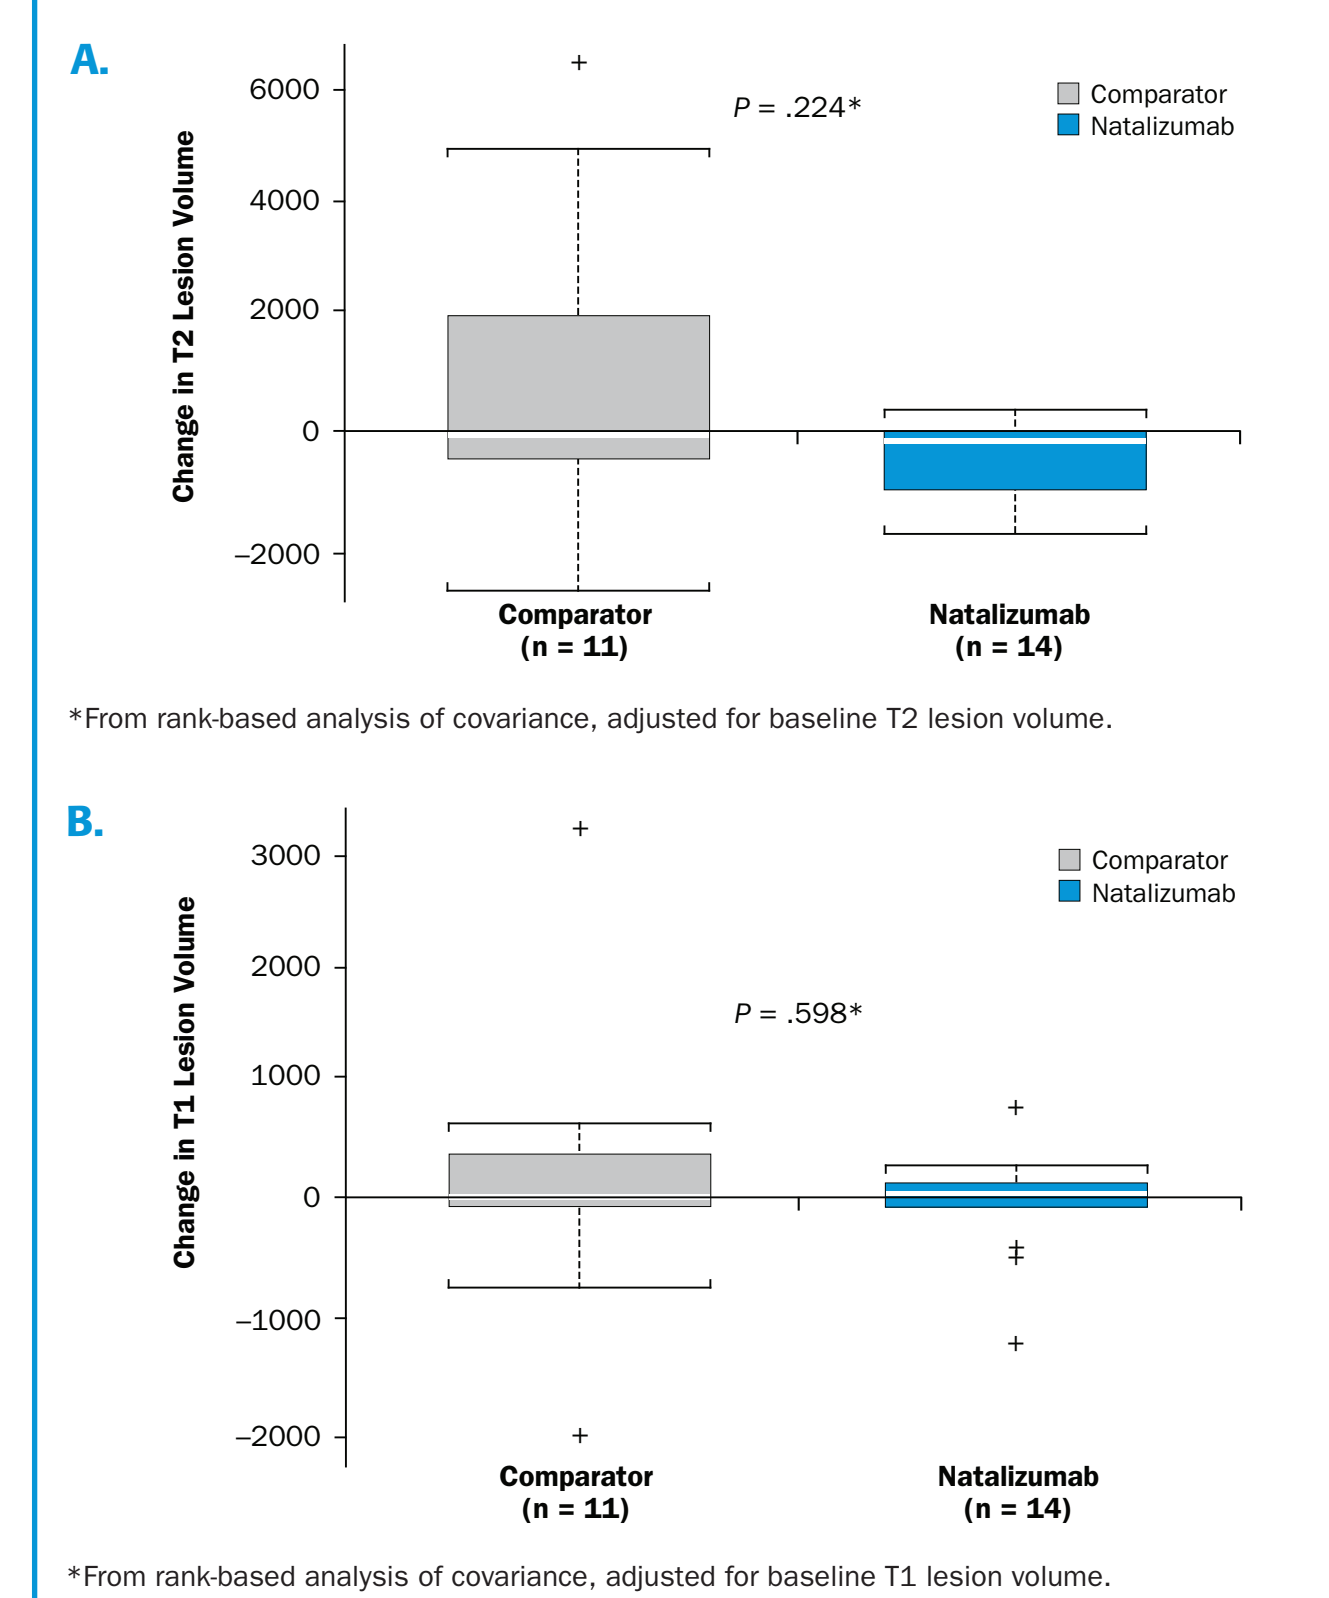 A.
Change in T2 Lesion Volume
6000
4000
2000
0
–2000
P = .224*
Comparator
Natalizumab
Comparator
(n = 11)
Natalizumab
(n = 14)
*From rank-based analysis of covariance, adjusted for baseline T2 lesion volume.
B.
Change in T1 Lesion Volume
3000
2000
1000
0
–1000
–2000
P = .598*
Comparator
Natalizumab
Comparator
(n = 11)
Natalizumab
(n = 14)
*From rank-based analysis of covariance, adjusted for baseline T1 lesion volume.